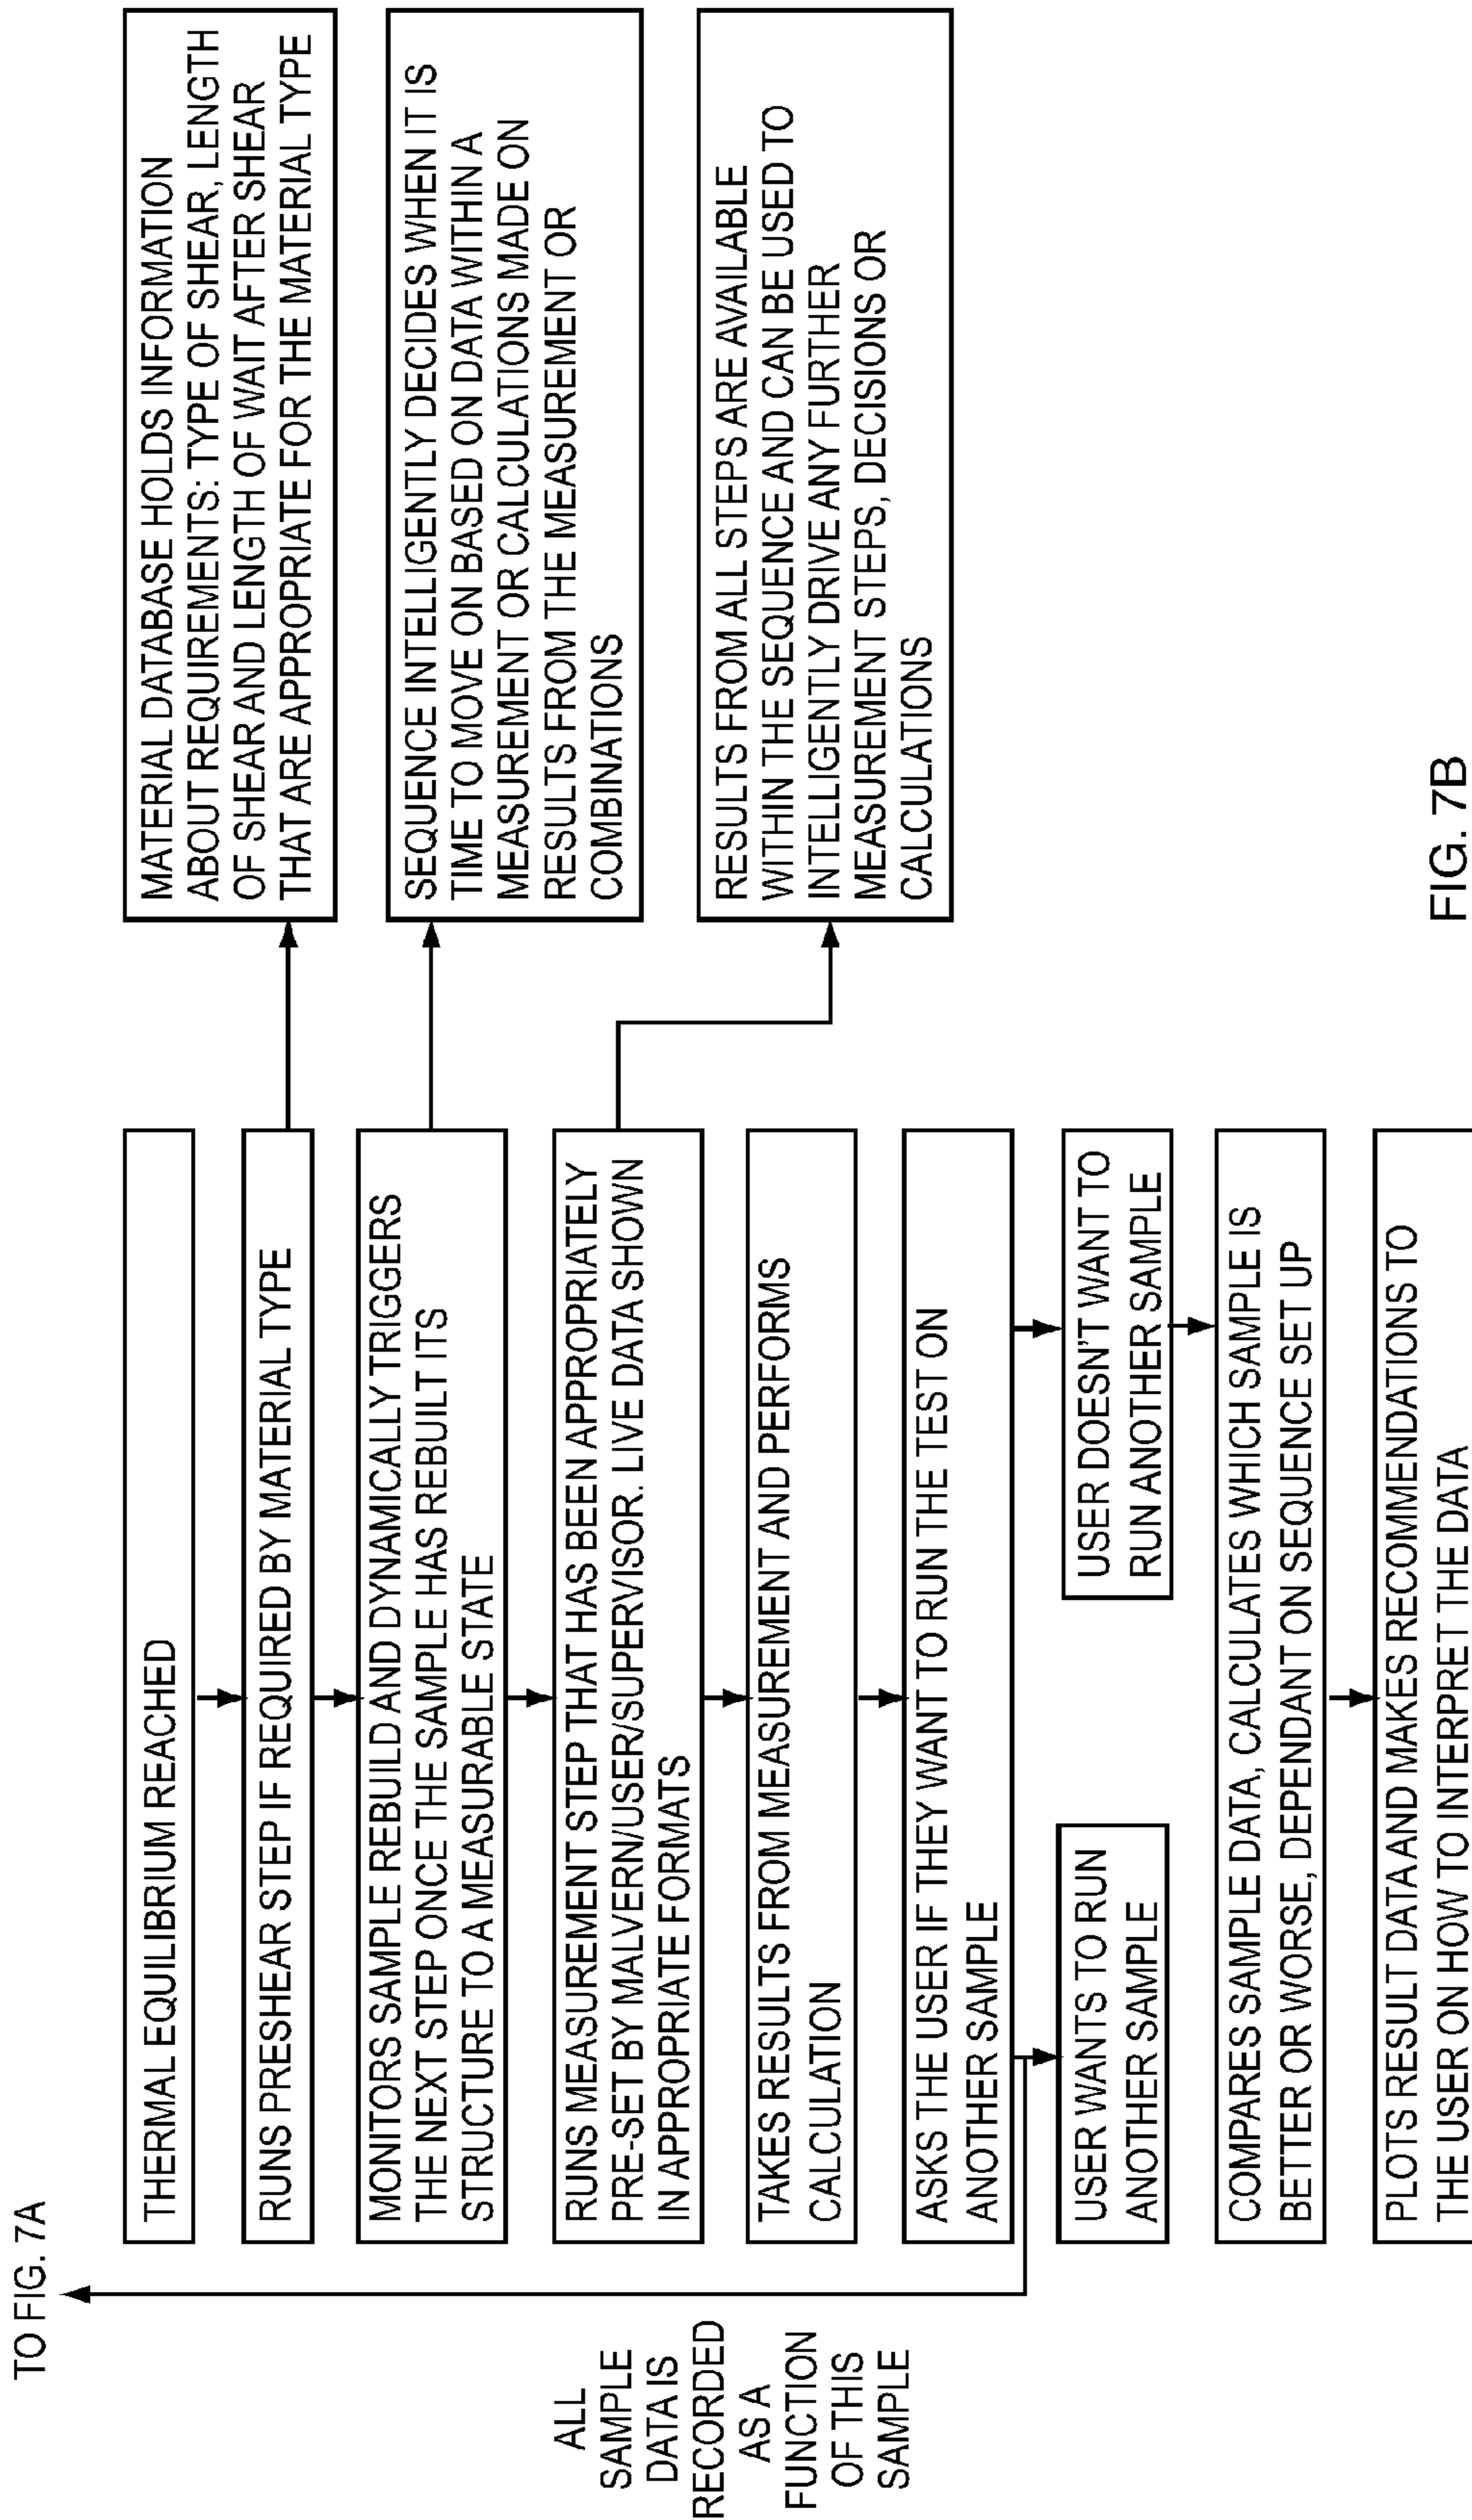 TO FIG. 7A
THERMAL EQUILIBRIUM REACHED
RUNS PRESHEAR STEP IF REQUIRED BY MATERIAL TYPE
MATERIAL DATABASE HOLDS INFORMATION
ABOUT REQUIREMENTS: TYPE OF SHEAR, LENGTH
OF SHEAR AND LENGTH OF WAIT AFTER SHEAR
THAT ARE APPROPRIATE FOR THE MATERIAL TYPE
MONITORS SAMPLE REBUILD AND DYNAMICALLY TRIGGERS
THE NEXT STEP ONCE THE SAMPLE HAS REBUILT ITS
STRUCTURE TO A MEASURABLE STATE
SEQUENCE INTELLIGENTLY DECIDES WHEN IT IS
TIME TO MOVE ON BASED ON DATA WITHIN A
MEASUREMENT OR CALCULATIONS MADE ON
RESULTS FROM THE MEASUREMENT OR
COMBINATIONS
RUNS MEASUREMENT STEP THAT HAS BEEN APPROPRIATELY
PRE-SET BY MALVERN/USER/SUPERVISOR. LIVE DATA SHOWN
IN APPROPRIATE FORMATS
RESULTS FROM ALL STEPS ARE AVAILABLE
WITHIN THE SEQUENCE AND CAN BE USED TO
INTELLIGENTLY DRIVE ANY FURTHER
MEASUREMENT STEPS, DECISIONS OR
CALCULATIONS
TAKES RESULTS FROM MEASUREMENT AND PERFORMS
CALCULATION
ALL
SAMPLE
DATA IS
RECORDED
AS A
FUNCTION
OF THIS
SAMPLE
ASKS THE USER IF THEY WANT TO RUN THE TEST ON
ANOTHER SAMPLE
USER WANTS TO RUN
ANOTHER SAMPLE
USER DOESN'T WANT TO
RUN ANOTHER SAMPLE
COMPARES SAMPLE DATA, CALCULATES WHICH SAMPLE IS
BETTER OR WORSE, DEPENDANT ON SEQUENCE SET UP
PLOTS RESULT DATA AND MAKES RECOMMENDATIONS TO
THE USER ON HOW TO INTERPRET THE DATA
FIG. 7B